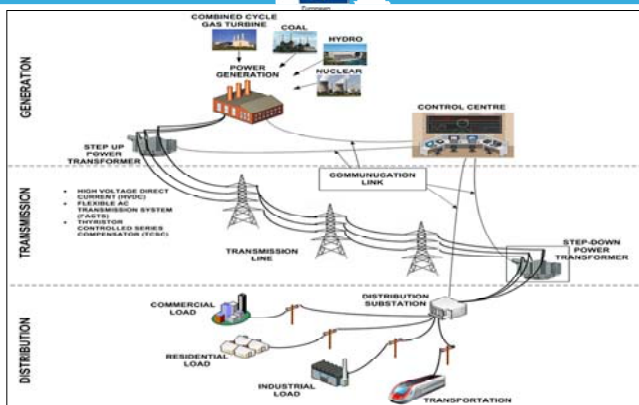 European
COMBINED CYCLE
GAS TURBINE
COAL
HYDRO
NUCLEAR
POWER
GENERATION
GENERATION
CONTROL CENTRE
STEP UP
POWER
TRANSFORMER
COMMUNICATION
LINK
TRANSMISSION
• HIGH VOLTAGE DIRECT
CURRENT (HVDC)
• FLEXIBLE AC
TRANSMISSION SYSTEM
(FACTS)
• THYRISTOR
CONTROLLED SERIES
COMPENSATOR (TCSC)
TRANSMISSION
LINE
STEP-DOWN
POWER
TRANSFORMER
DISTRIBUTION
SUBSTATION
DISTRIBUTION
COMMERCIAL
LOAD
RESIDENTIAL
LOAD
INDUSTRIAL
LOAD
TRANSPORTATION